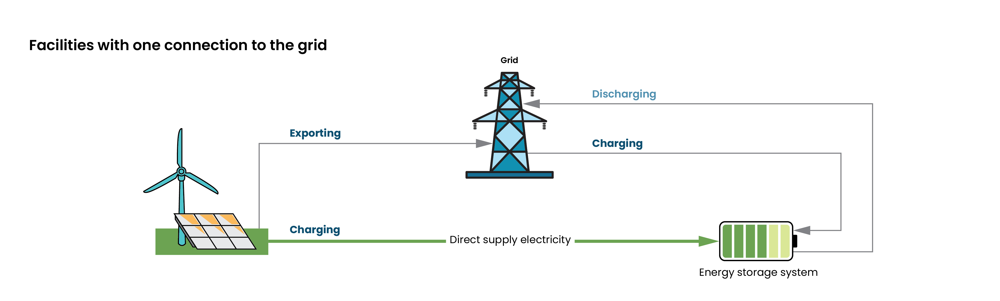 Facilities with one connection to the grid
Grid
Discharging
Exporting
Charging
Charging
Direct supply electricity
Energy storage system